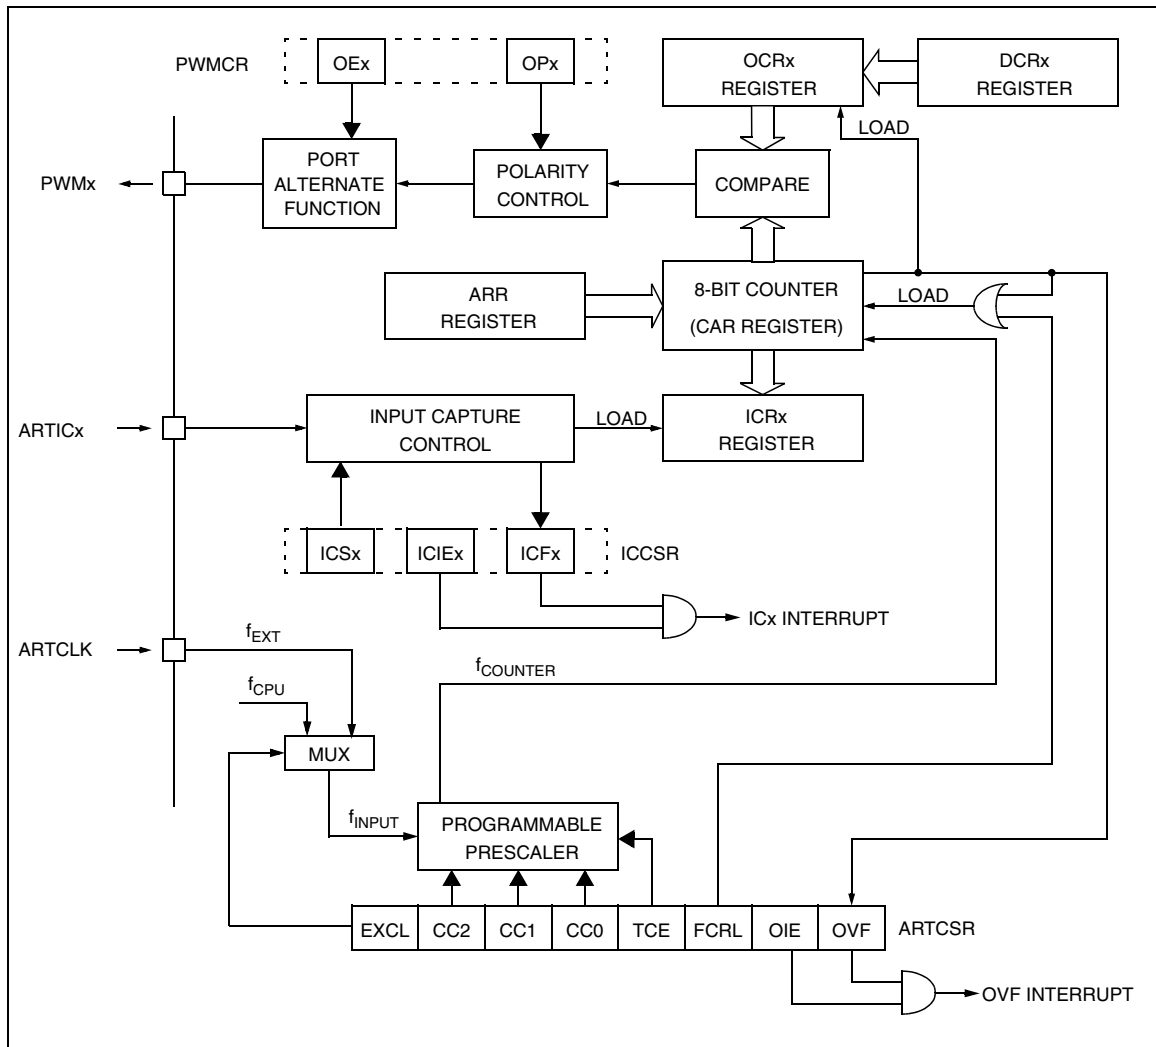 PWMCR
OEx
OPx
OCRx
REGISTER
DCRx
REGISTER
LOAD
PWMx
PORT
ALTERNATE
FUNCTION
POLARITY
CONTROL
COMPARE
ARR
REGISTER
8-BIT COUNTER
(CAR REGISTER)
LOAD
ARTICx
INPUT CAPTURE
CONTROL
LOAD
ICRx
REGISTER
ICSx
ICIEx
ICFx
ICCSR
ICx INTERRUPT
ARTCLK
fEXT
fCPU
fCOUNTER
MUX
fINPUT
PROGRAMMABLE
PRESCALER
EXCL
CC2
CC1
CC0
TCE
FCRL
OIE
OVF
ARTCSR
OVF INTERRUPT